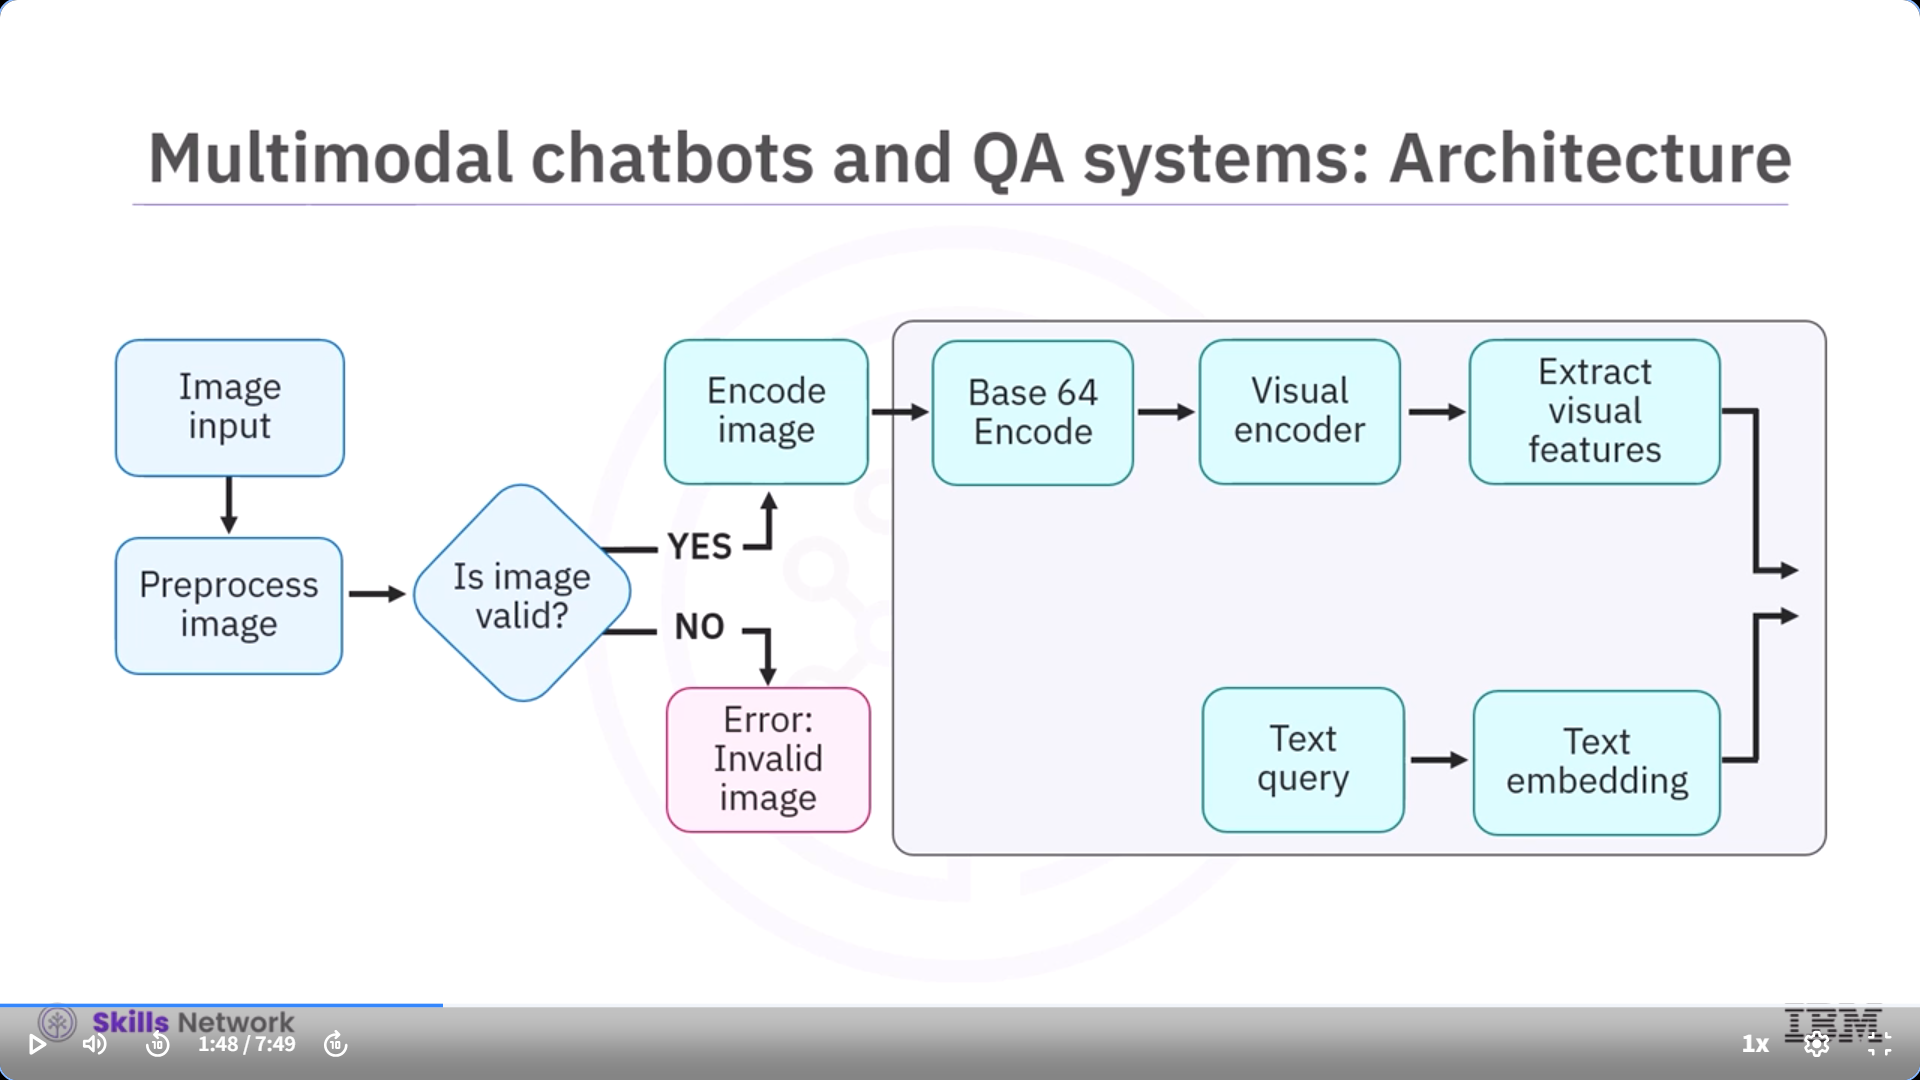 Multimodal chatbots and QA systems: Architecture
Image
input
Preprocess
image
Is image
valid?
YES
NO
Encode
image
Error:
Invalid
image
Base 64
Encode
Visual
encoder
Extract
visual
features
Text
query
Text
embedding
Skills Network
IBM
10
1:48 / 7:49
10
1x